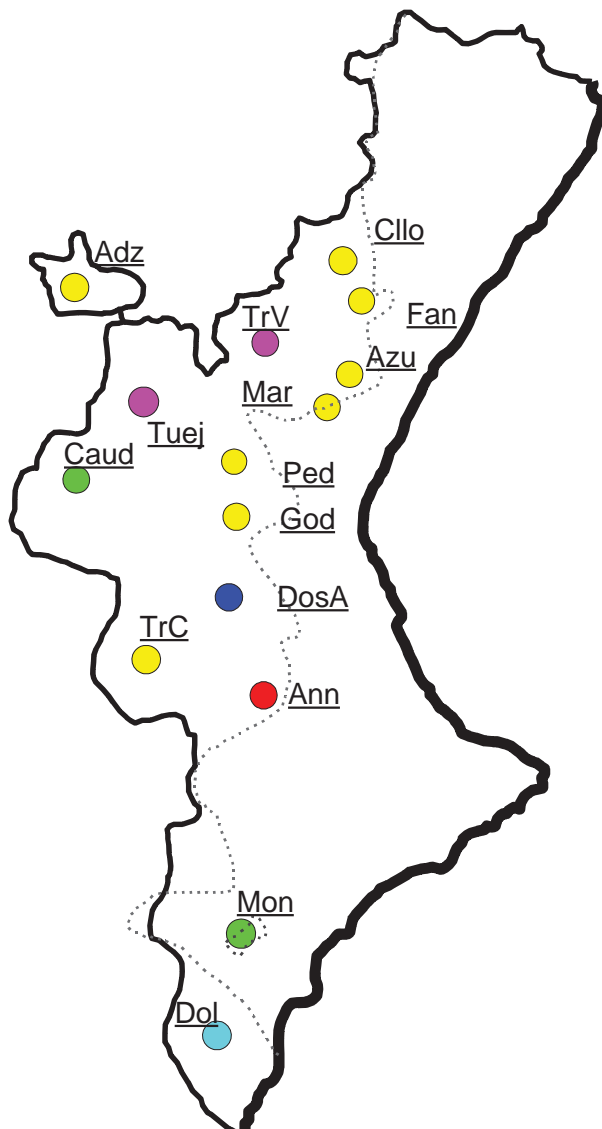 Cllo
Adz
Fan
TrV
Azu
Mar
Tuej
Caud
Ped
God
DosA
TrC
Ann
Mon
Dol